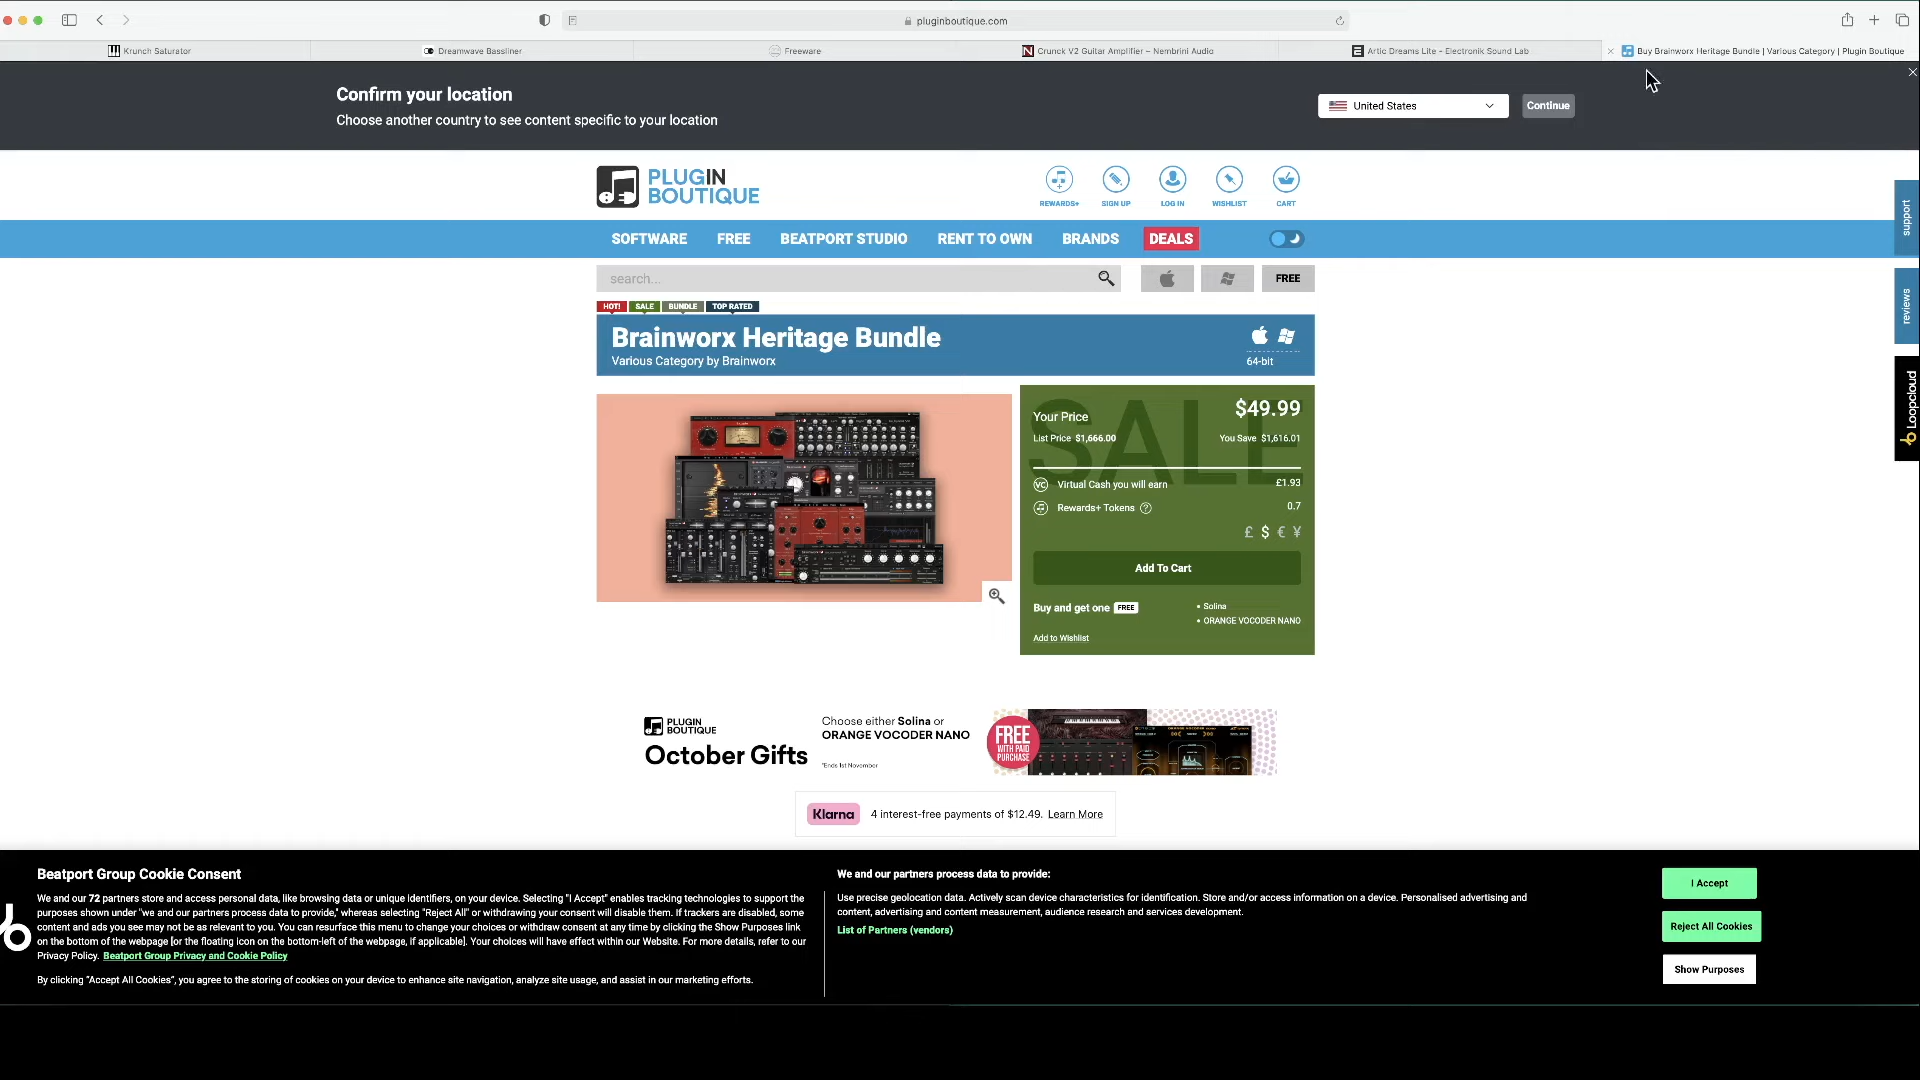 pluginboutique.com
Krunch Saturator
Dreamwave Bassliner
Freeware
Crunck V2 Guitar Amplifier – Nembrini Audio
Artic Dreams Lite - Electronik Sound Lab
Buy Brainworx Heritage Bundle | Various Category | Plugin Boutique
Confirm your location
Choose another country to see content specific to your location
United States
Continue
PLUGIN
BOUTIQUE
REWARDS+
SIGN UP
LOG IN
WISHLIST
CART
SOFTWARE
FREE
BEATPORT STUDIO
RENT TO OWN
BRANDS
DEALS
search...
FREE
HOT!
SALE
BUNDLE
TOP RATED
Brainworx Heritage Bundle
Various Category by Brainworx
64-bit
SALE
Your Price
$49.99
List Price $1,666.00
You Save $1,616.01
VC Virtual Cash you will earn
£1.93
Rewards+ Tokens ?
0.7
£ $ € ¥
Add To Cart
Buy and get one FREE
• Solina
• ORANGE VOCODER NANO
Add to Wishlist
support
reviews
Loopcloud
PLUGIN
BOUTIQUE
October Gifts
Choose either Solina or
ORANGE VOCODER NANO
*Ends 1st November
FREE
WITH PAID
PURCHASE
Klarna
4 interest-free payments of $12.49. Learn More
Beatport Group Cookie Consent
We and our 72 partners store and access personal data, like browsing data or unique identifiers, on your device. Selecting "I Accept" enables tracking technologies to support the
purposes shown under "we and our partners process data to provide," whereas selecting "Reject All" or withdrawing your consent will disable them. If trackers are disabled, some
content and ads you see may not be as relevant to you. You can resurface this menu to change your choices or withdraw consent at any time by clicking the Show Purposes link
on the bottom of the webpage [or the floating icon on the bottom-left of the webpage, if applicable]. Your choices will have effect within our Website. For more details, refer to our
Privacy Policy. Beatport Group Privacy and Cookie Policy
By clicking “Accept All Cookies”, you agree to the storing of cookies on your device to enhance site navigation, analyze site usage, and assist in our marketing efforts.
We and our partners process data to provide:
Use precise geolocation data. Actively scan device characteristics for identification. Store and/or access information on a device. Personalised advertising and
content, advertising and content measurement, audience research and services development.
List of Partners (vendors)
I Accept
Reject All Cookies
Show Purposes